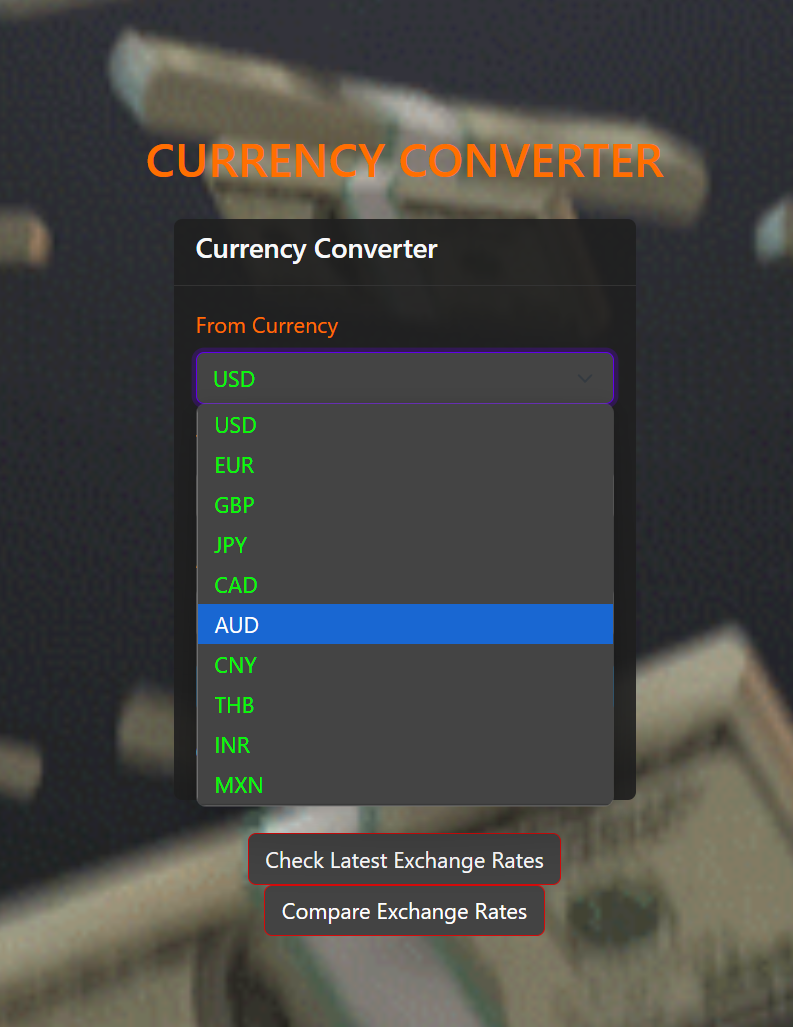 CURRENCY CONVERTER
Currency Converter
From Currency
USD
USD
EUR
GBP
JPY
CAD
AUD
CNY
THB
INR
MXN
Check Latest Exchange Rates
Compare Exchange Rates